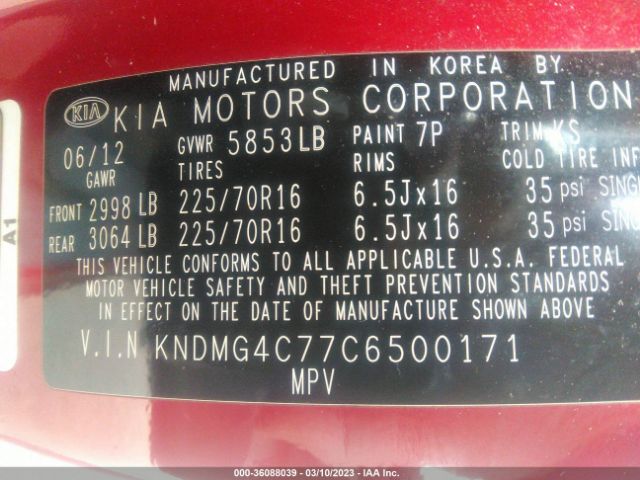 MANUFACTURED IN KOREA BY
KIA KIA MOTORS CORPORATION
06/12 GVWR 5853LB PAINT 7P TRIM KS
GAWR TIRES RIMS COLD TIRE INF
FRONT 2998 LB 225/70R16 6.5Jx16 35 psi SING
REAR 3064 LB 225/70R16 6.5Jx16 35 psi SING
THIS VEHICLE CONFORMS TO ALL APPLICABLE U.S.A. FEDERAL
MOTOR VEHICLE SAFETY AND THEFT PREVENTION STANDARDS
IN EFFECT ON THE DATE OF MANUFACTURE SHOWN ABOVE
V.I.N KNDMG4C77C6500171
MPV
A1
000-36088039 — 03/10/2023 — IAA Inc.